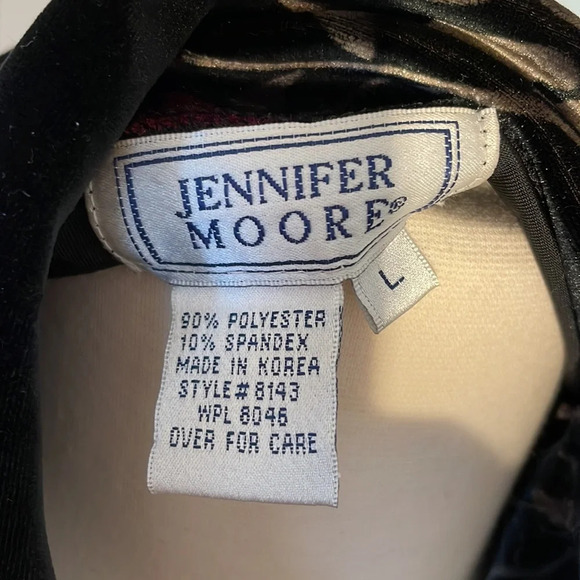 JENNIFER
MOORE®
L
90% POLYESTER
10% SPANDEX
MADE IN KOREA
STYLE# 8143
WPL 8046
OVER FOR CARE